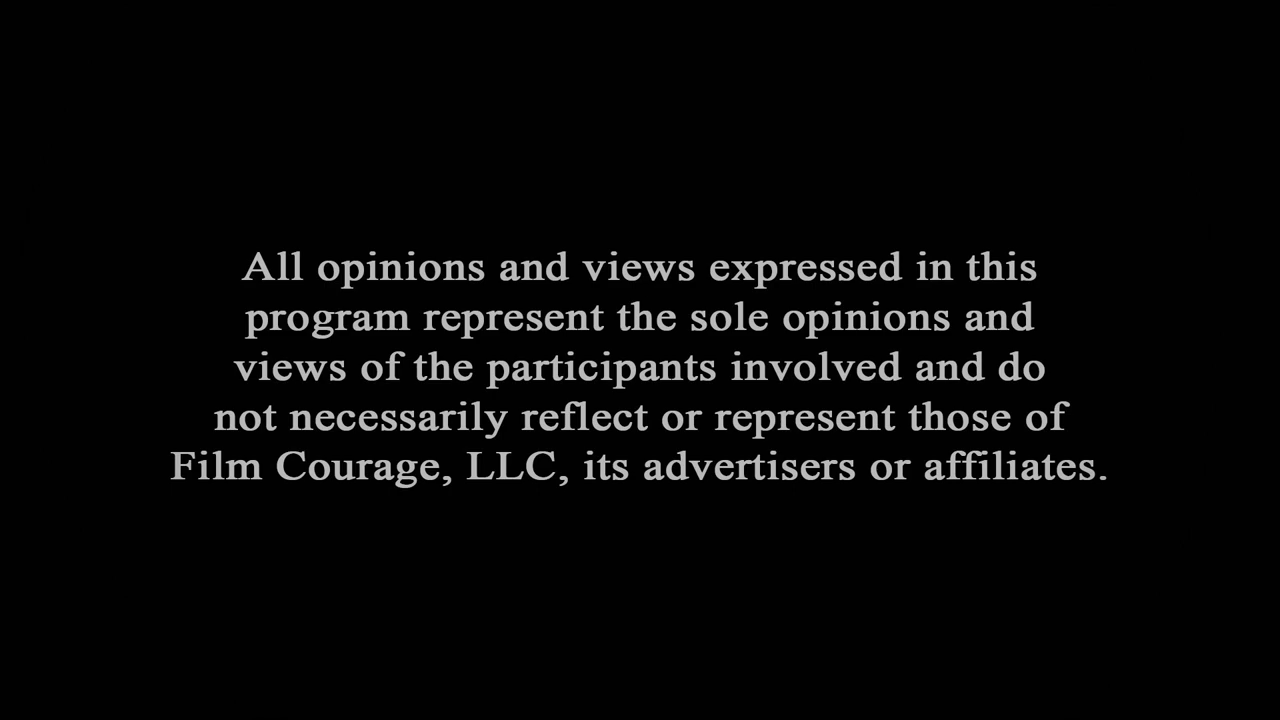 All opinions and views expressed in this
program represent the sole opinions and
views of the participants involved and do
not necessarily reflect or represent those of
Film Courage, LLC, its advertisers or affiliates.